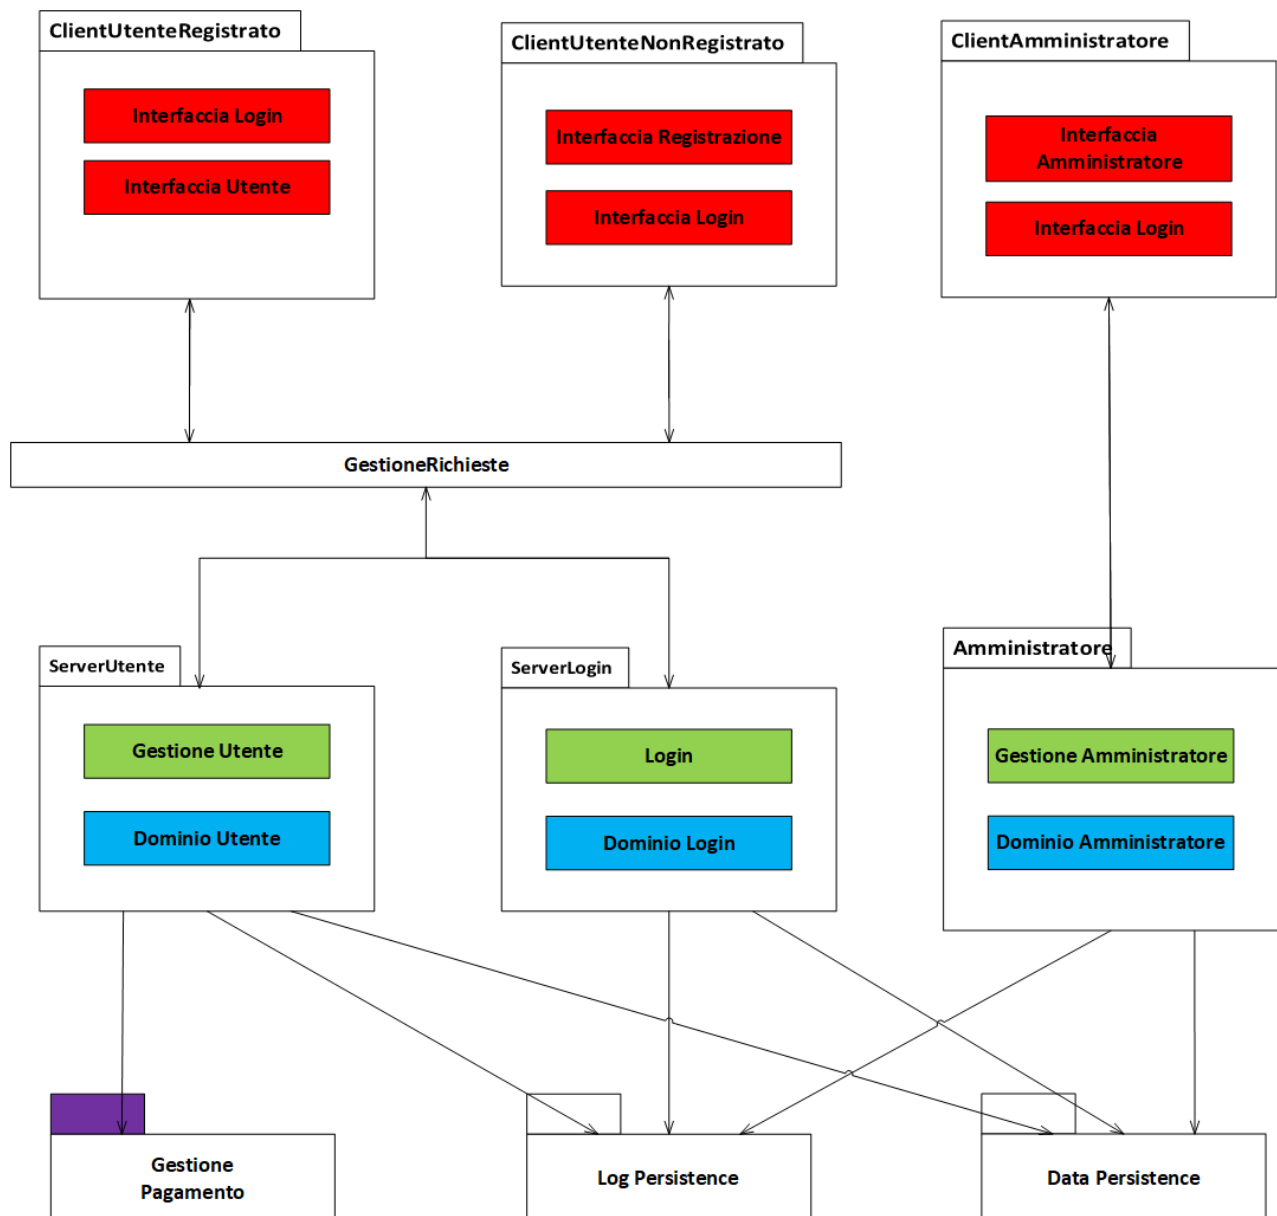 ClientUtenteRegistrato
Interfaccia Login
Interfaccia Utente
ClientUtenteNonRegistrato
Interfaccia Registrazione
Interfaccia Login
ClientAmministratore
Interfaccia
Amministratore
Interfaccia Login
GestioneRichieste
ServerUtente
Gestione Utente
Dominio Utente
ServerLogin
Login
Dominio Login
Amministratore
Gestione Amministratore
Dominio Amministratore
Gestione
Pagamento
Log Persistence
Data Persistence